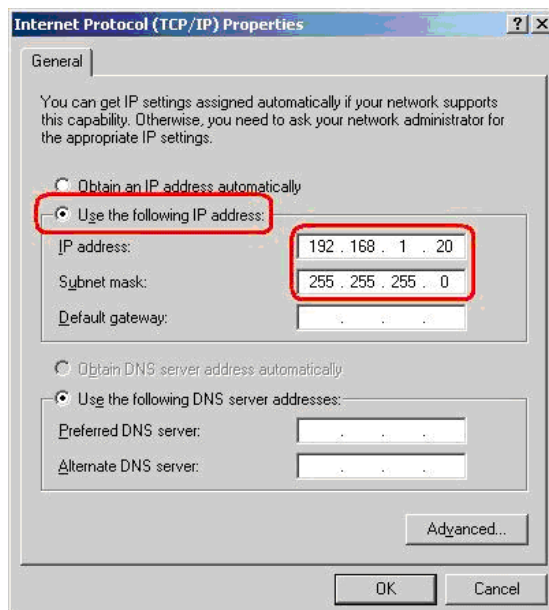 Internet Protocol (TCP/IP) Properties
General
You can get IP settings assigned automatically if your network supports
this capability. Otherwise, you need to ask your network administrator for
the appropriate IP settings.
Obtain an IP address automatically
Use the following IP address:
IP address: 192 . 168 . 1 . 20
Subnet mask: 255 . 255 . 255 . 0
Default gateway: . . .
Obtain DNS server address automatically
Use the following DNS server addresses:
Preferred DNS server: . . .
Alternate DNS server: . . .
Advanced...
OK Cancel